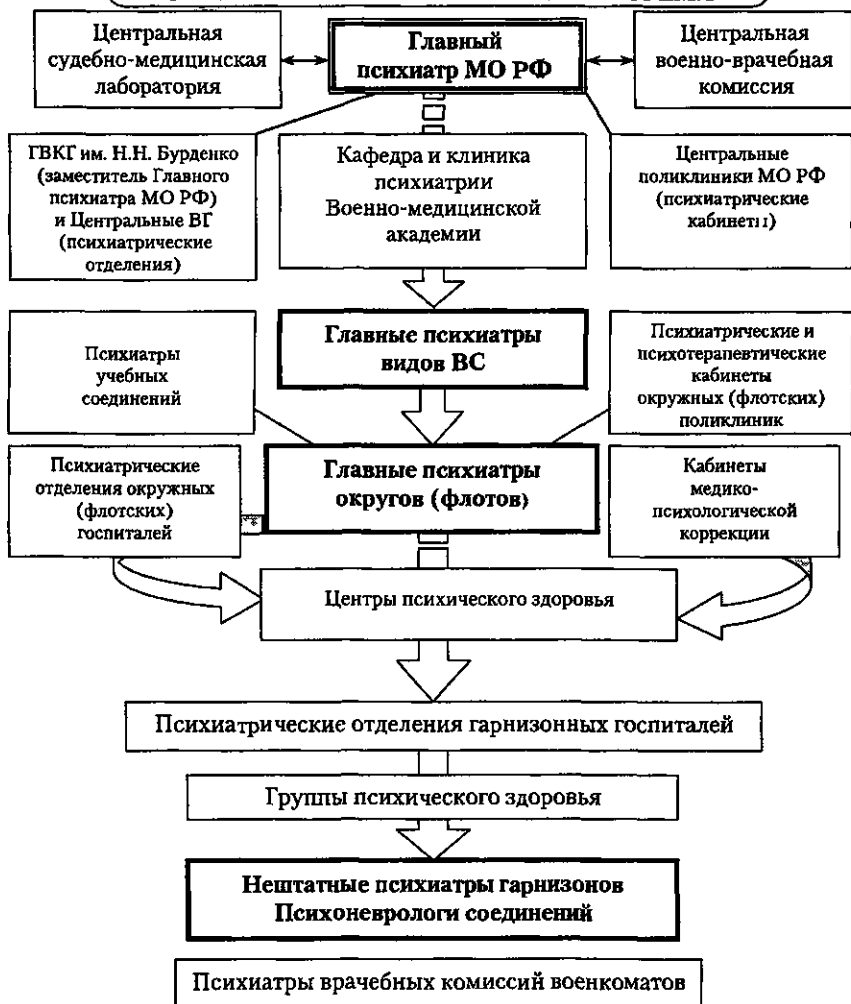 Центральная
судебно-медицинская
лаборатория
Главный
психиатр МО РФ
Центральная
военно-врачебная
комиссия
ГВКГ им. Н.Н. Бурденко
(заместитель Главного
психиатра МО РФ)
и Центральные ВГ
(психиатрические
отделения)
Кафедра и клиника
психиатрии
Военно-медицинской
академии
Центральные
поликлиники МО РФ
(психиатрические
кабинеты)
Психиатры
учебных
соединений
Главные психиатры
видов ВС
Психиатрические и
психотерапевтические
кабинеты
окружных (флотских)
поликлиник
Психиатрические
отделения окружных
(флотских)
госпиталей
Главные психиатры
округов (флотов)
Кабинеты
медико-
психологической
коррекции
Центры психического здоровья
Психиатрические отделения гарнизонных госпиталей
Группы психического здоровья
Нештатные психиатры гарнизонов
Психоневрологи соединений
Психиатры врачебных комиссий военкоматов